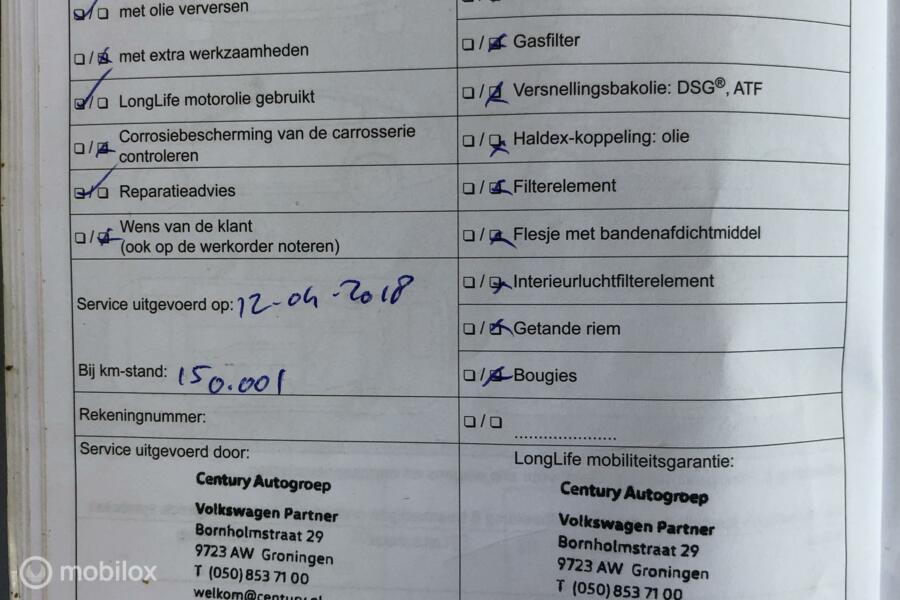 met olie verversen
met extra werkzaamheden
LongLife motorolie gebruikt
Corrosiebescherming van de carrosserie
controleren
Reparatieadvies
Wens van de klant
(ook op de werkorder noteren)
Service uitgevoerd op: 12-04-2018
Bij km-stand: 150.001
Rekeningnummer:
Service uitgevoerd door:
Century Autogroep
Volkswagen Partner
Bornholmstraat 29
9723 AW Groningen
T (050) 853 71 00
welkom@century.nl
Gasfilter
Versnellingsbakolie: DSG®, ATF
Haldex-koppeling: olie
Filterelement
Flesje met bandenafdichtmiddel
Interieurluchtfilterelement
Getande riem
Bougies
LongLife mobiliteitsgarantie:
Century Autogroep
Volkswagen Partner
Bornholmstraat 29
9723 AW Groningen
T (050) 853 71 00
mobilox